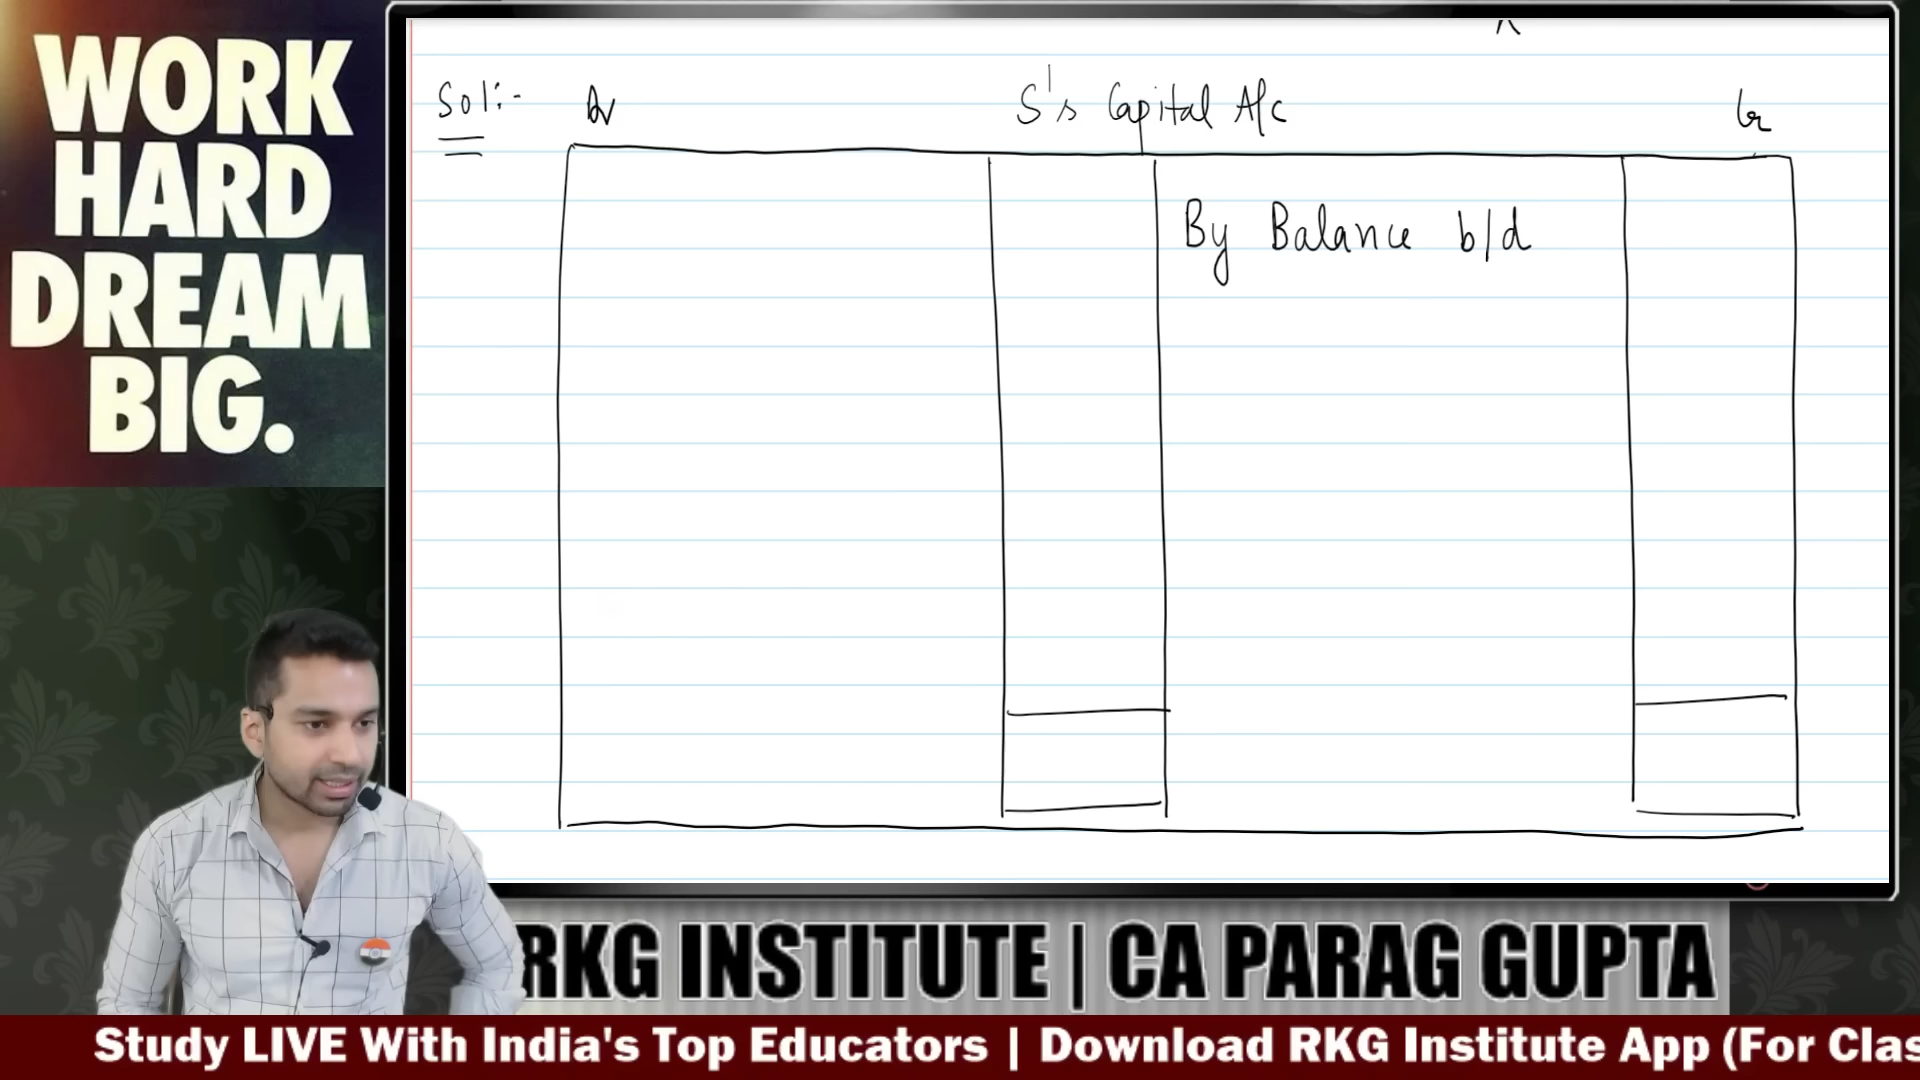 WORK
HARD
DREAM
BIG.
Sol:-
Dr
S's Capital A/c
Cr
By Balance b/d
RKG INSTITUTE | CA PARAG GUPTA
Study LIVE With India's Top Educators | Download RKG Institute App (For Clas